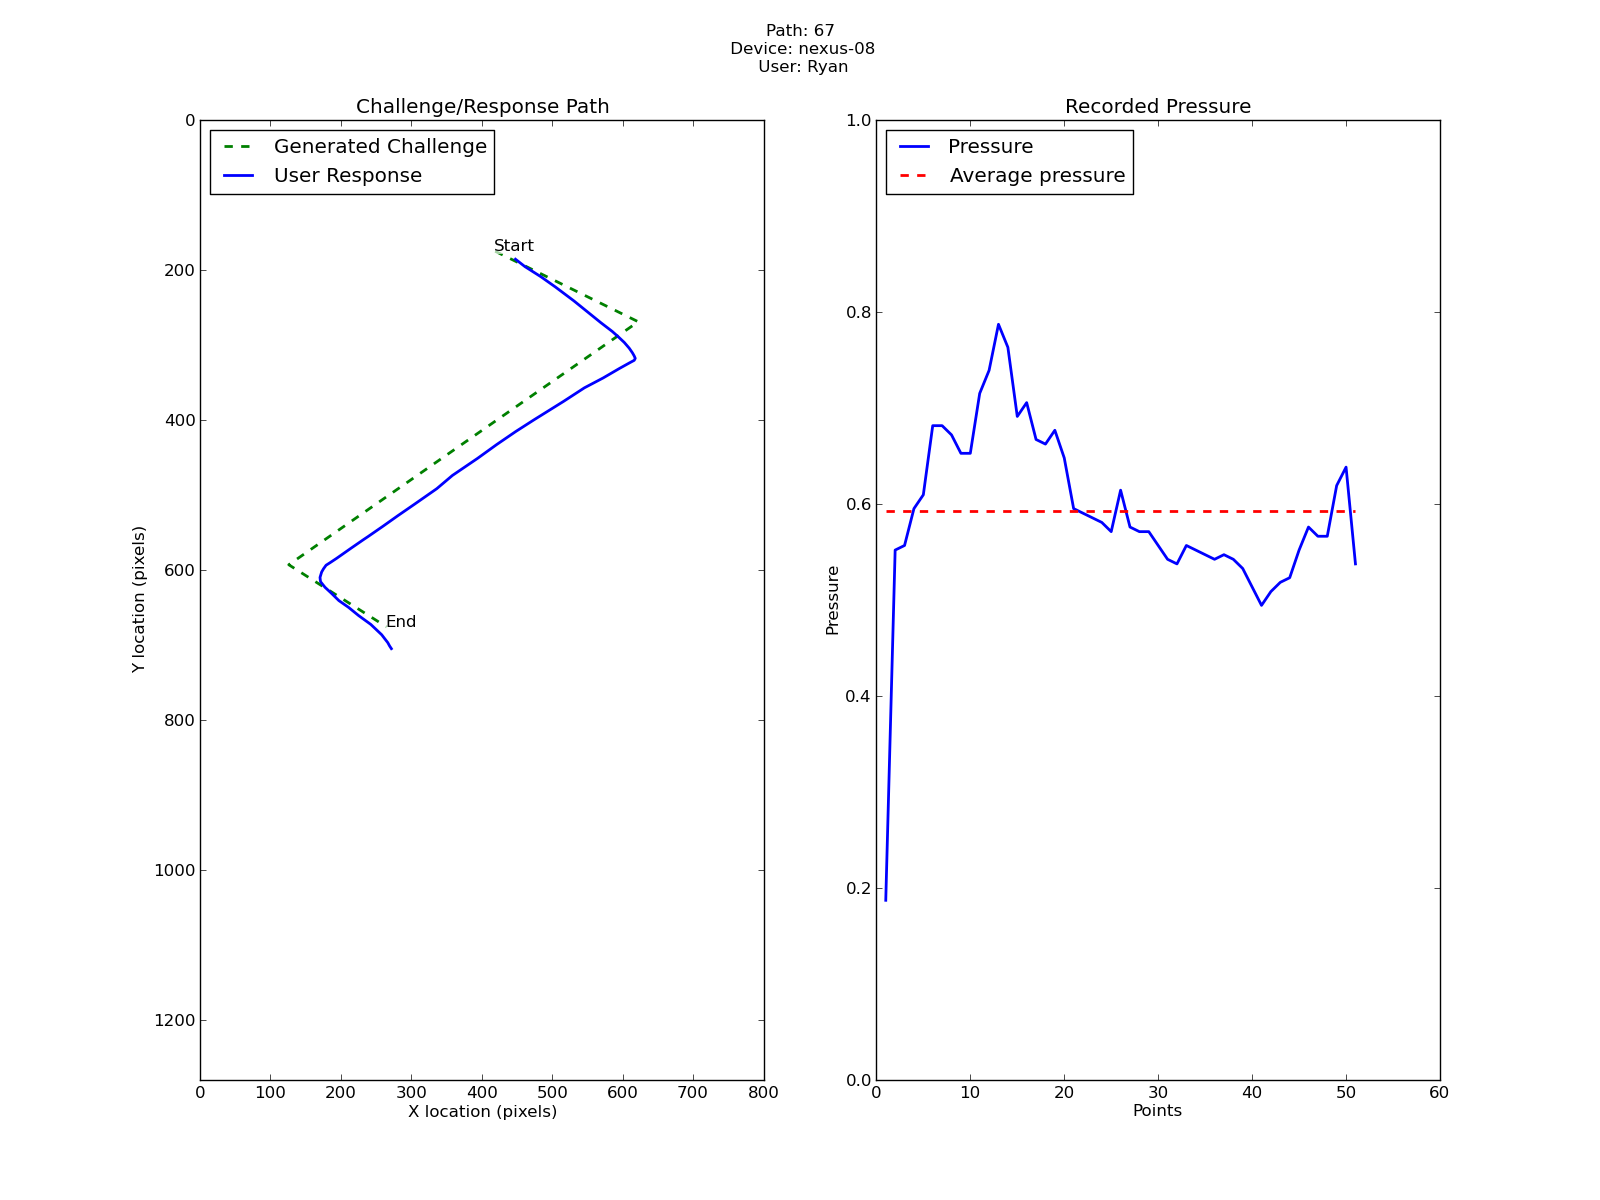 Path: 67
Device: nexus-08
User: Ryan
Challenge/Response Path
Generated Challenge
User Response
Start
End
0
200
400
600
800
1000
1200
Y location (pixels)
0 100 200 300 400 500 600 700 800
X location (pixels)
Recorded Pressure
Pressure
Average pressure
1.0
0.8
0.6
0.4
0.2
0.0
Pressure
0 10 20 30 40 50 60
Points